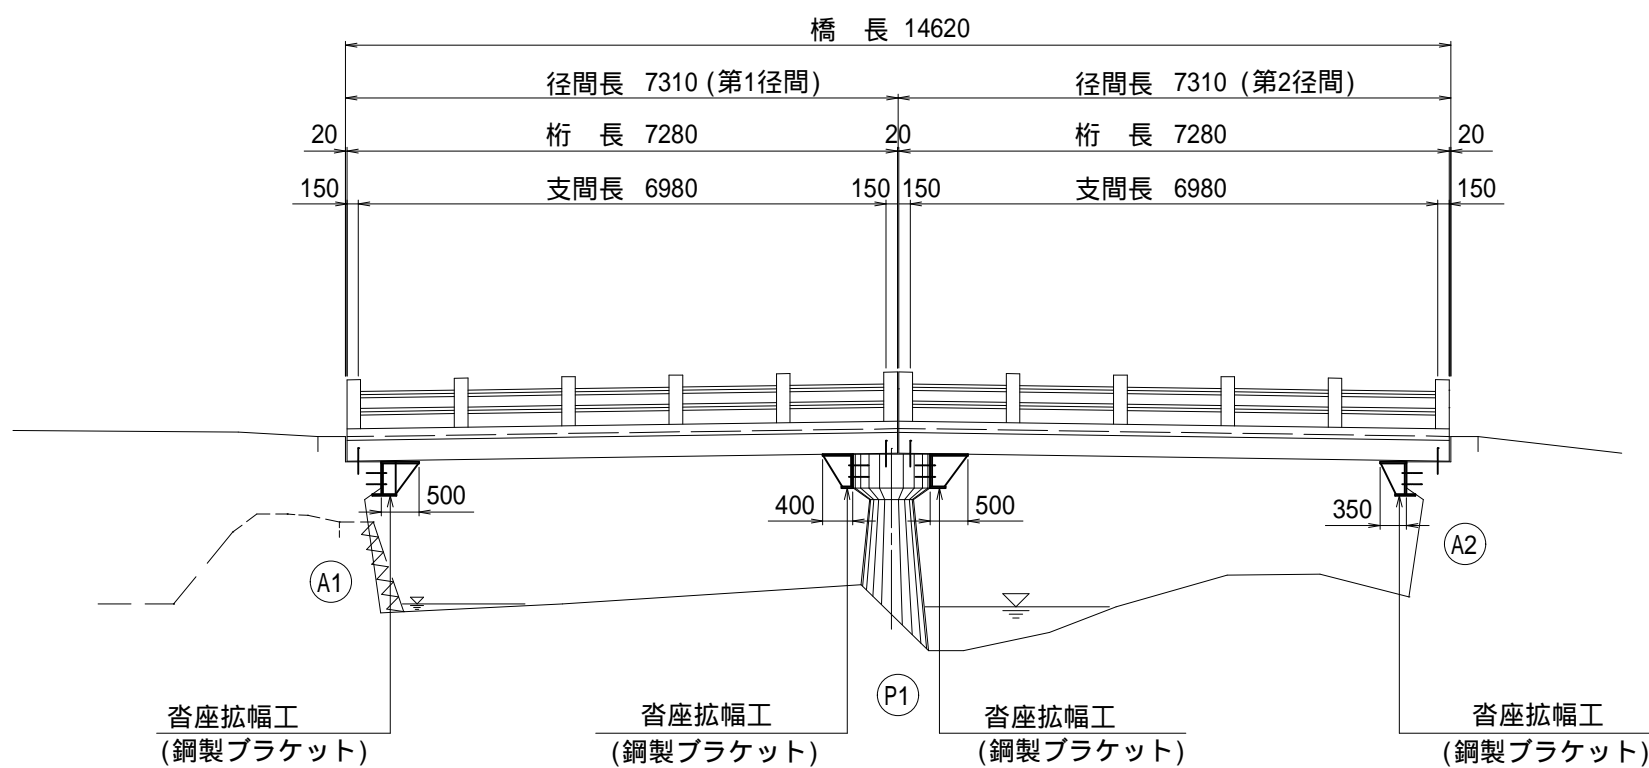 橋　長 14620
径間長 7310 (第1径間)
径間長 7310 (第2径間)
20
桁　長 7280
20
桁　長 7280
20
150
支間長 6980
150
150
支間長 6980
150
500
400
500
350
A1
A2
P1
沓座拡幅工
(鋼製ブラケット)
沓座拡幅工
(鋼製ブラケット)
沓座拡幅工
(鋼製ブラケット)
沓座拡幅工
(鋼製ブラケット)